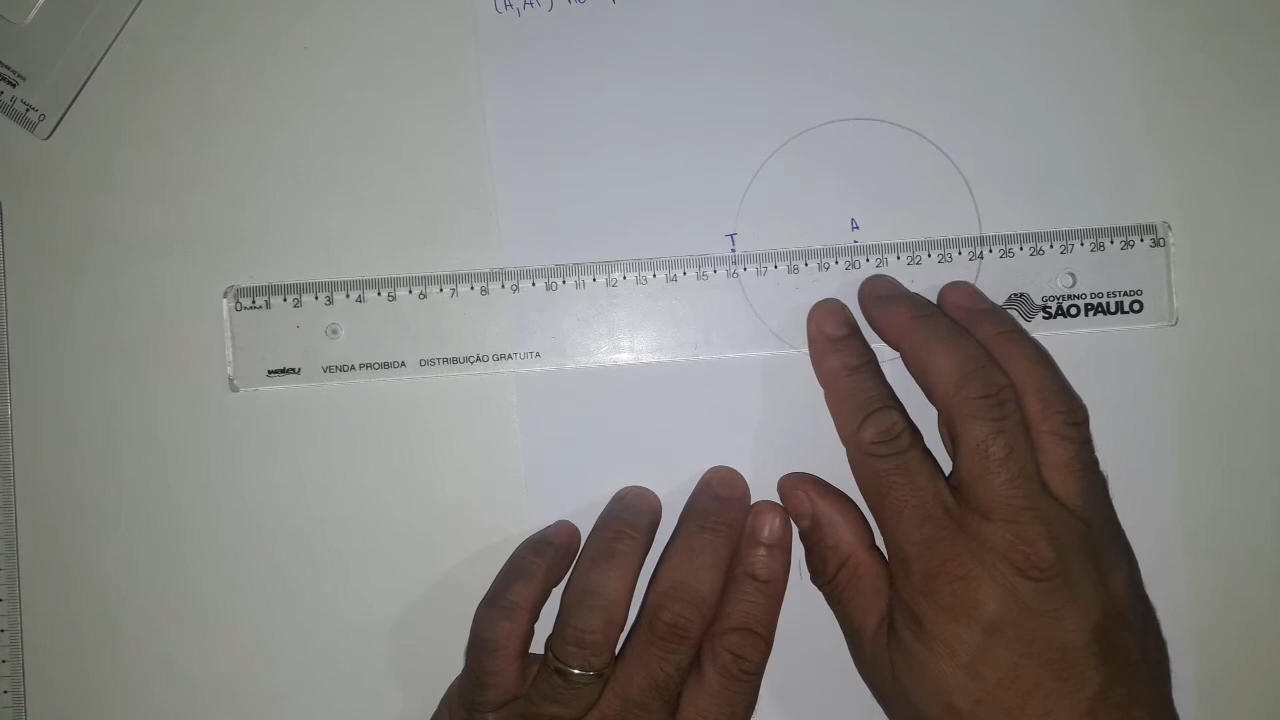 T
A
0 MM 1 2 3 4 5 6 7 8 9 10 11 12 13 14 15 16 17 18 19 20 21 22 23 24 25 26 27 28 29 30
GOVERNO DO ESTADO
SÃO PAULO
waleu VENDA PROIBIDA DISTRIBUIÇÃO GRATUITA